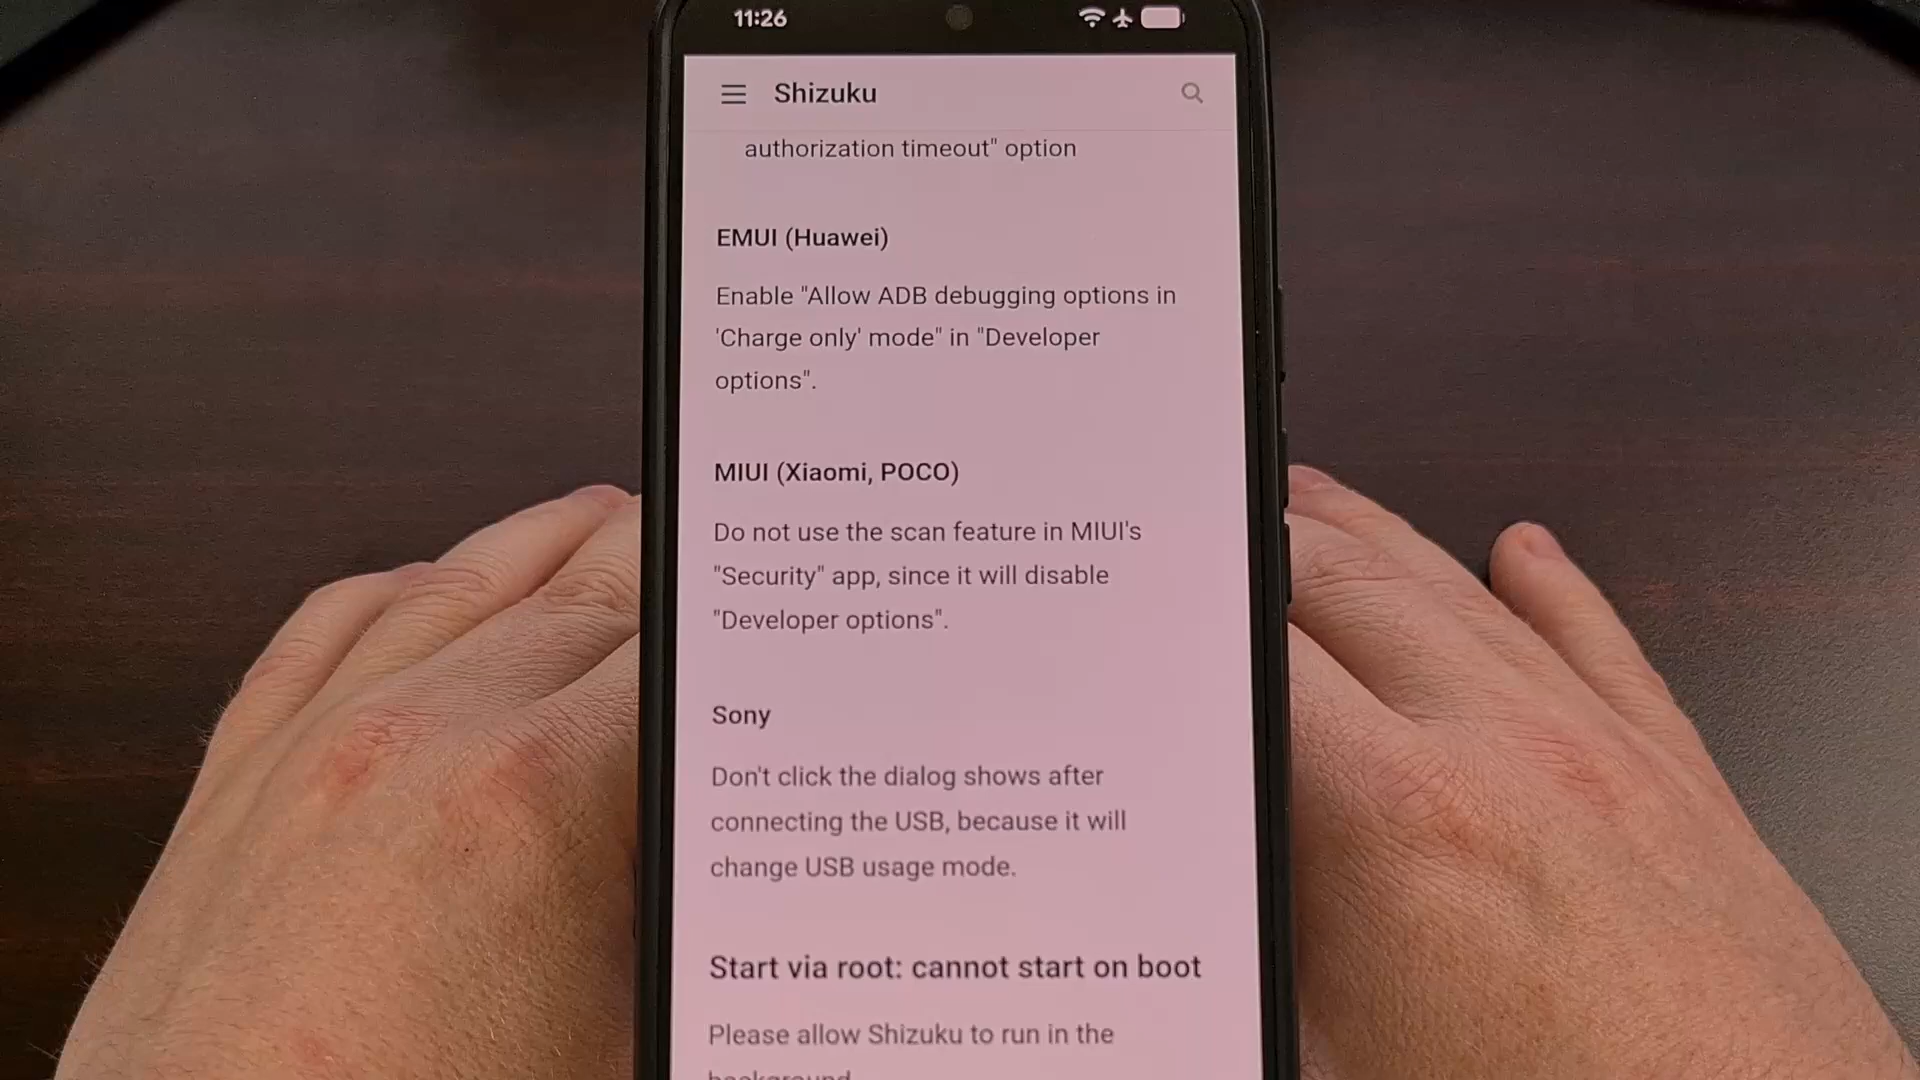 11:26
Shizuku
authorization timeout" option
EMUI (Huawei)
Enable "Allow ADB debugging options in
'Charge only' mode" in "Developer
options".
MIUI (Xiaomi, POCO)
Do not use the scan feature in MIUI's
"Security" app, since it will disable
"Developer options".
Sony
Don't click the dialog shows after
connecting the USB, because it will
change USB usage mode.
Start via root: cannot start on boot
Please allow Shizuku to run in the
background